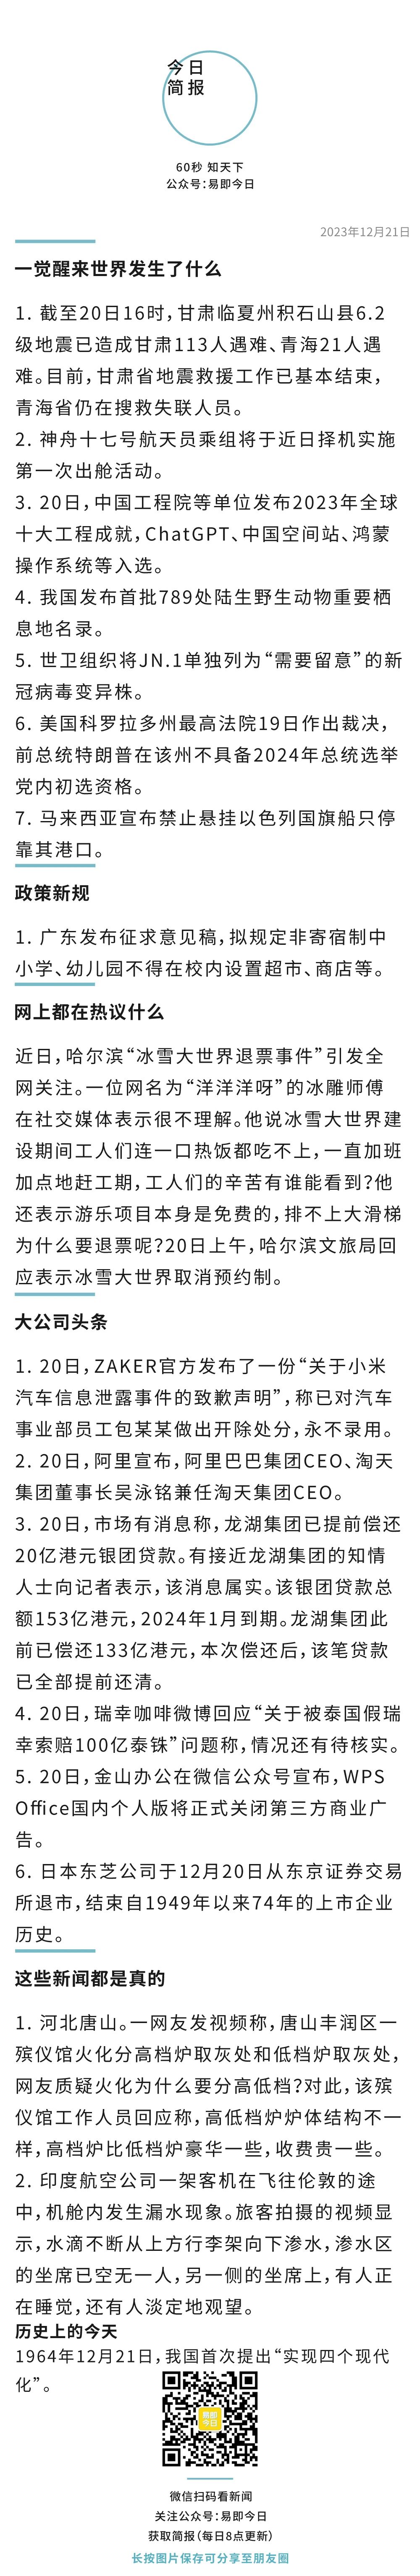 今日
简报
60秒 知天下
公众号：易即今日
2023年12月21日
一觉醒来世界发生了什么
1. 截至20日16时，甘肃临夏州积石山县6.2
级地震已造成甘肃113人遇难、青海21人遇
难。目前，甘肃省地震救援工作已基本结束，
青海省仍在搜救失联人员。
2. 神舟十七号航天员乘组将于近日择机实施
第一次出舱活动。
3. 20日，中国工程院等单位发布2023年全球
十大工程成就，ChatGPT、中国空间站、鸿蒙
操作系统等入选。
4. 我国发布首批789处陆生野生动物重要栖
息地名录。
5. 世卫组织将JN.1单独列为“需要留意”的新
冠病毒变异株。
6. 美国科罗拉多州最高法院19日作出裁决，
前总统特朗普在该州不具备2024年总统选举
党内初选资格。
7. 马来西亚宣布禁止悬挂以色列国旗船只停
靠其港口。
政策新规
1. 广东发布征求意见稿，拟规定非寄宿制中
小学、幼儿园不得在校内设置超市、商店等。
网上都在热议什么
近日，哈尔滨“冰雪大世界退票事件”引发全
网关注。一位网名为“洋洋洋呀”的冰雕师傅
在社交媒体表示很不理解。他说冰雪大世界建
设期间工人们连一口热饭都吃不上，一直加班
加点地赶工期，工人们的辛苦有谁能看到？他
还表示游乐项目本身是免费的，排不上大滑梯
为什么要退票呢？20日上午，哈尔滨文旅局回
应表示冰雪大世界取消预约制。
大公司头条
1. 20日，ZAKER官方发布了一份“关于小米
汽车信息泄露事件的致歉声明”，称已对汽车
事业部员工包某某做出开除处分，永不录用。
2. 20日，阿里宣布，阿里巴巴集团CEO、淘天
集团董事长吴泳铭兼任淘天集团CEO。
3. 20日，市场有消息称，龙湖集团已提前偿还
20亿港元银团贷款。有接近龙湖集团的知情
人士向记者表示，该消息属实。该银团贷款总
额153亿港元，2024年1月到期。龙湖集团此
前已偿还133亿港元，本次偿还后，该笔贷款
已全部提前还清。
4. 20日，瑞幸咖啡微博回应“关于被泰国假瑞
幸索赔100亿泰铢”问题称，情况还有待核实。
5. 20日，金山办公在微信公众号宣布，WPS
Office国内个人版将正式关闭第三方商业广
告。
6. 日本东芝公司于12月20日从东京证券交易
所退市，结束自1949年以来74年的上市企业
历史。
这些新闻都是真的
1. 河北唐山。一网友发视频称，唐山丰润区一
殡仪馆火化分高档炉取灰处和低档炉取灰处，
网友质疑火化为什么要分高低档？对此，该殡
仪馆工作人员回应称，高低档炉炉体结构不一
样，高档炉比低档炉豪华一些，收费贵一些。
2. 印度航空公司一架客机在飞往伦敦的途
中，机舱内发生漏水现象。旅客拍摄的视频显
示，水滴不断从上方行李架向下渗水，渗水区
的坐席已空无一人，另一侧的坐席上，有人正
在睡觉，还有人淡定地观望。
历史上的今天
1964年12月21日，我国首次提出“实现四个现代
化”。
易即
今日
微信扫码看新闻
关注公众号：易即今日
获取简报（每日8点更新）
长按图片保存可分享至朋友圈